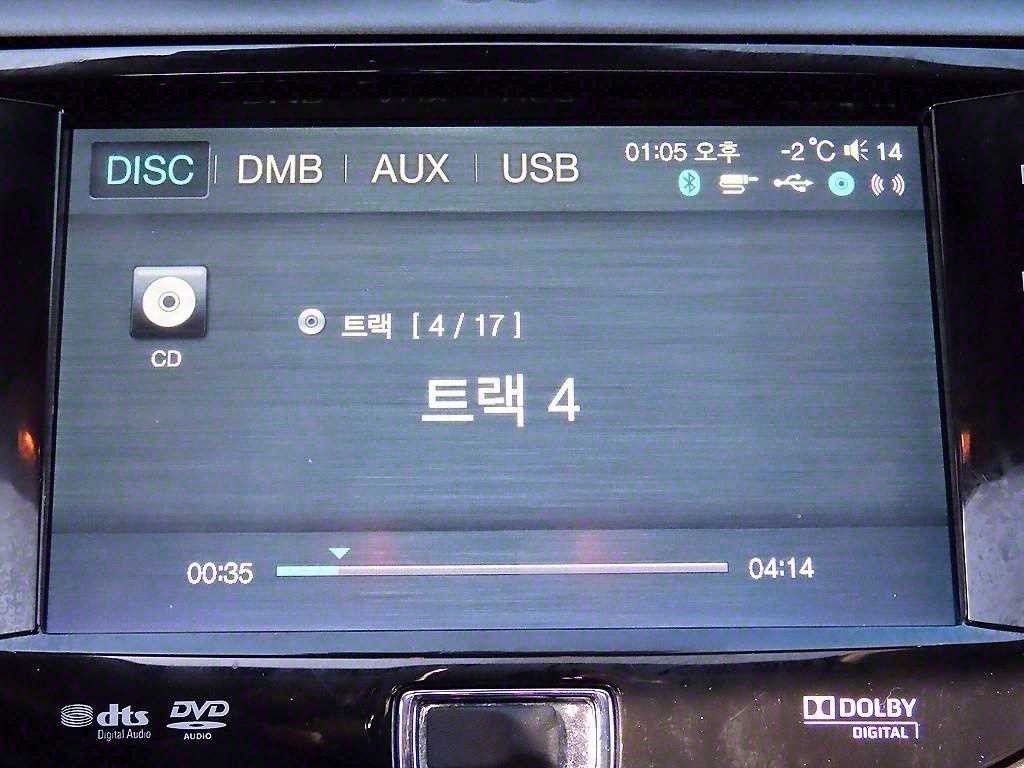 DISC DMB AUX USB
01:05 오후 -2°C 14
CD
트랙 [ 4 / 17 ]
트랙 4
00:35 04:14
dts Digital Audio
DVD AUDIO
DOLBY DIGITAL